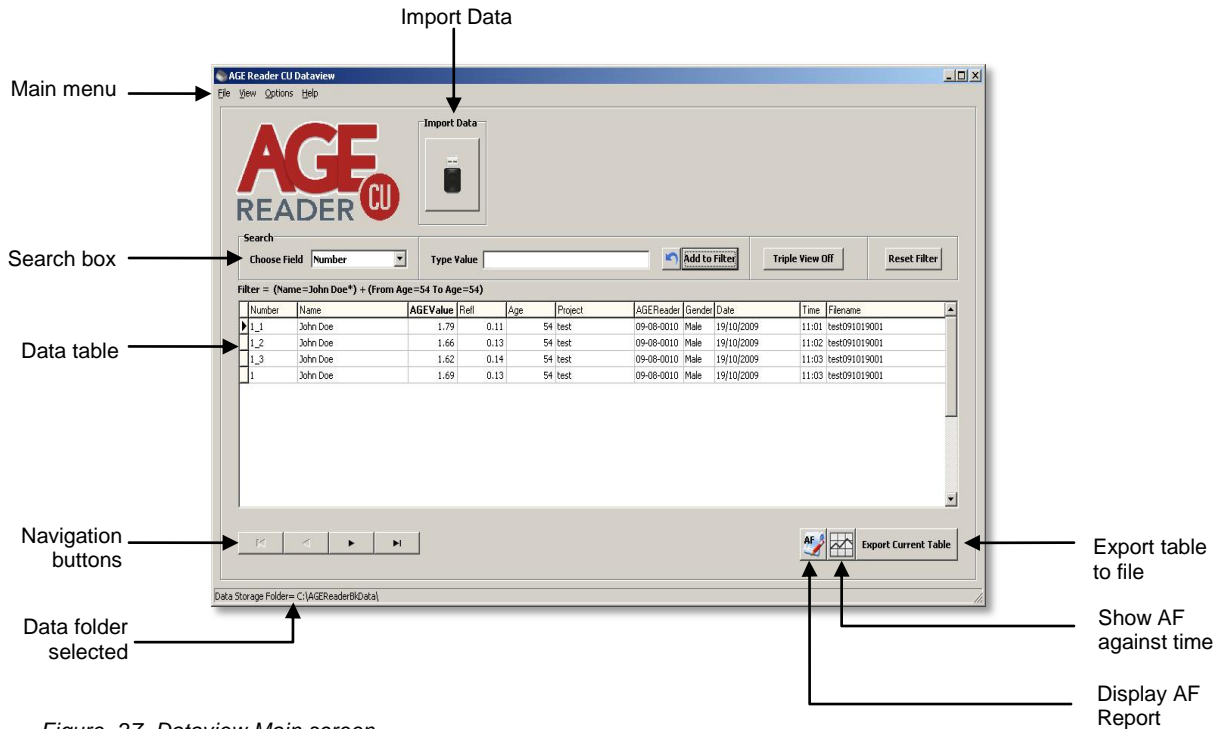 Import Data
Main menu
AGE Reader CU Dataview
File View Options Help
Import Data
AGE
READER CU
Search box
Search
Choose Field Number
Type Value
Add to Filter
Triple View Off
Reset Filter
Filter = (Name=John Doe*) + (From Age=54 To Age=54)
Number Name AGEValue Refl Age Project AGEReader Gender Date Time Filename
1_1 John Doe 1.79 0.11 54 test 09-08-0010 Male 19/10/2009 11:01 test091019001
Data table
1_2 John Doe 1.66 0.13 54 test 09-08-0010 Male 19/10/2009 11:02 test091019001
1_3 John Doe 1.62 0.14 54 test 09-08-0010 Male 19/10/2009 11:03 test091019001
1 John Doe 1.69 0.13 54 test 09-08-0010 Male 19/10/2009 11:03 test091019001
Navigation
buttons
AF
Export Current Table
Export table
to file
Data Storage Folder= C:\AGEReaderBkData\
Data folder
selected
Show AF
against time
Display AF
Report
Figure 27 Dataview Main screen